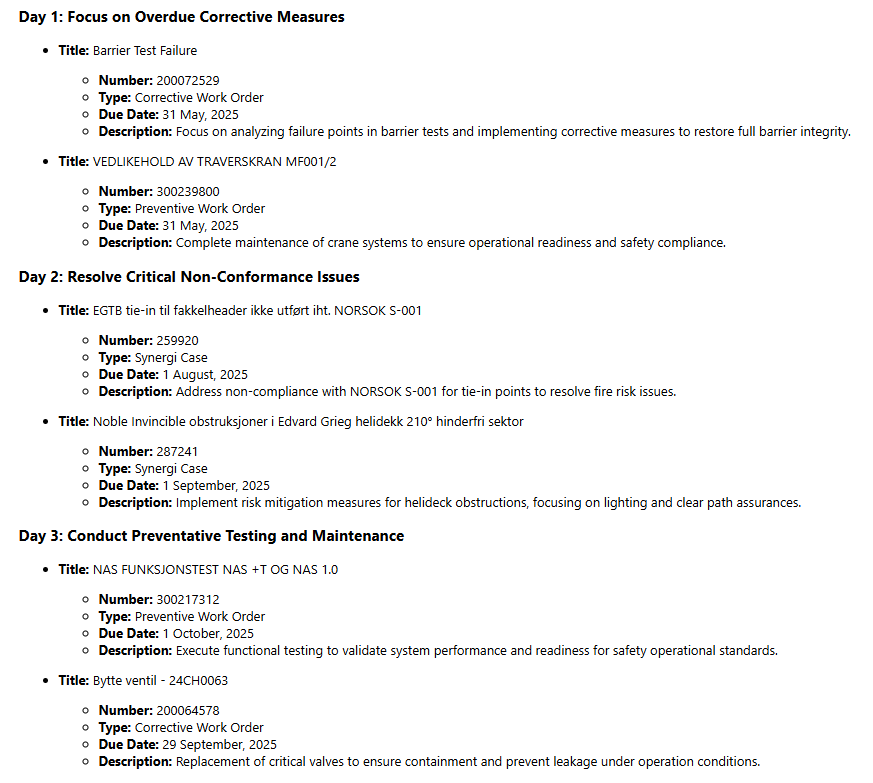 Day 1: Focus on Overdue Corrective Measures
Title: Barrier Test Failure
Number: 200072529
Type: Corrective Work Order
Due Date: 31 May, 2025
Description: Focus on analyzing failure points in barrier tests and implementing corrective measures to restore full barrier integrity.
Title: VEDLIKEHOLD AV TRAVERSKRAN MF001/2
Number: 300239800
Type: Preventive Work Order
Due Date: 31 May, 2025
Description: Complete maintenance of crane systems to ensure operational readiness and safety compliance.
Day 2: Resolve Critical Non-Conformance Issues
Title: EGTB tie-in til fakkelheader ikke utført iht. NORSOK S-001
Number: 259920
Type: Synergi Case
Due Date: 1 August, 2025
Description: Address non-compliance with NORSOK S-001 for tie-in points to resolve fire risk issues.
Title: Noble Invincible obstruksjoner i Edvard Grieg helidekk 210° hinderfri sektor
Number: 287241
Type: Synergi Case
Due Date: 1 September, 2025
Description: Implement risk mitigation measures for helideck obstructions, focusing on lighting and clear path assurances.
Day 3: Conduct Preventative Testing and Maintenance
Title: NAS FUNKSJONSTEST NAS +T OG NAS 1.0
Number: 300217312
Type: Preventive Work Order
Due Date: 1 October, 2025
Description: Execute functional testing to validate system performance and readiness for safety operational standards.
Title: Bytte ventil - 24CH0063
Number: 200064578
Type: Corrective Work Order
Due Date: 29 September, 2025
Description: Replacement of critical valves to ensure containment and prevent leakage under operation conditions.